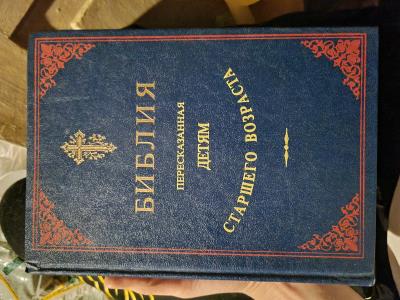 БИБЛИЯ
ПЕРЕСКАЗАННАЯ
ДЕТЯМ
СТАРШЕГО ВОЗРАСТА